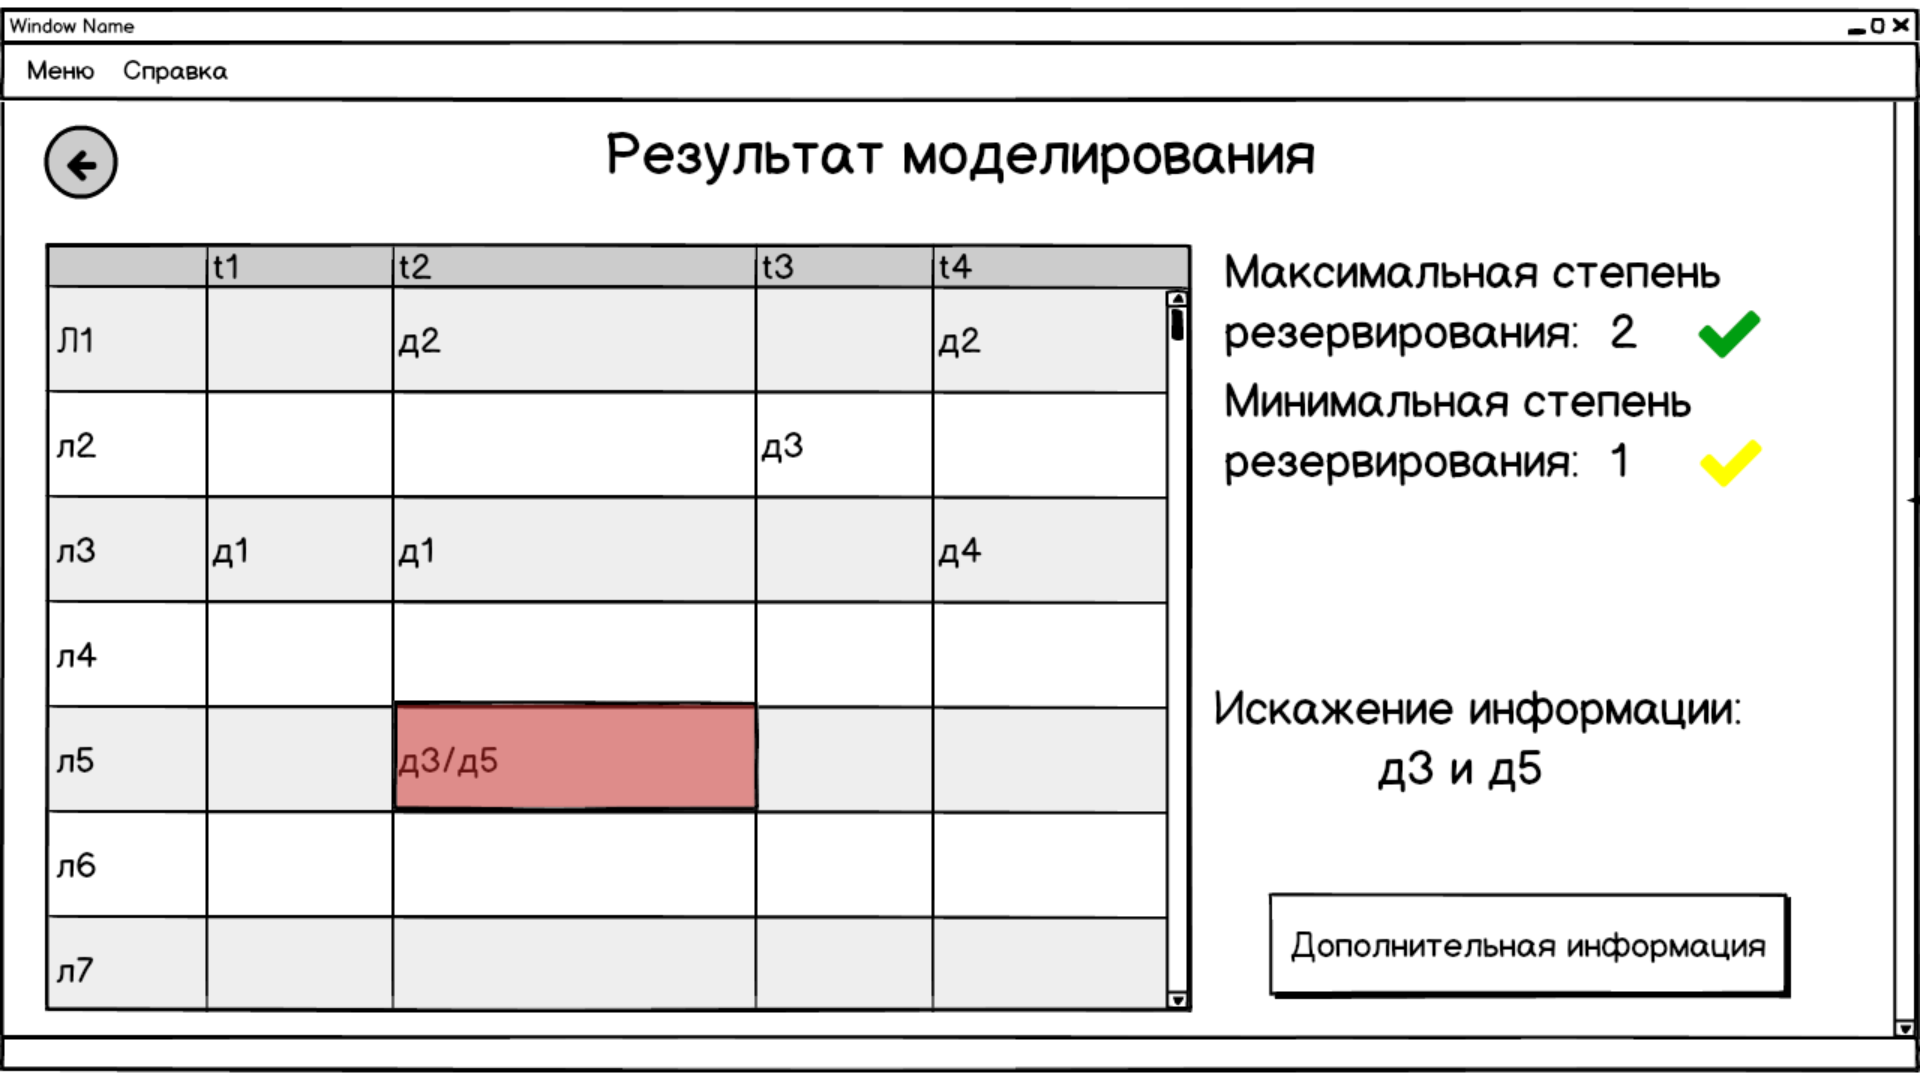 Window Name
Меню Справка
Результат моделирования
t1 t2 t3 t4
Л1 д2 д2
л2 д3
л3 д1 д1 д4
л4
л5 д3/д5
л6
л7
Максимальная степень
резервирования: 2
Минимальная степень
резервирования: 1
Искажение информации:
д3 и д5
Дополнительная информация